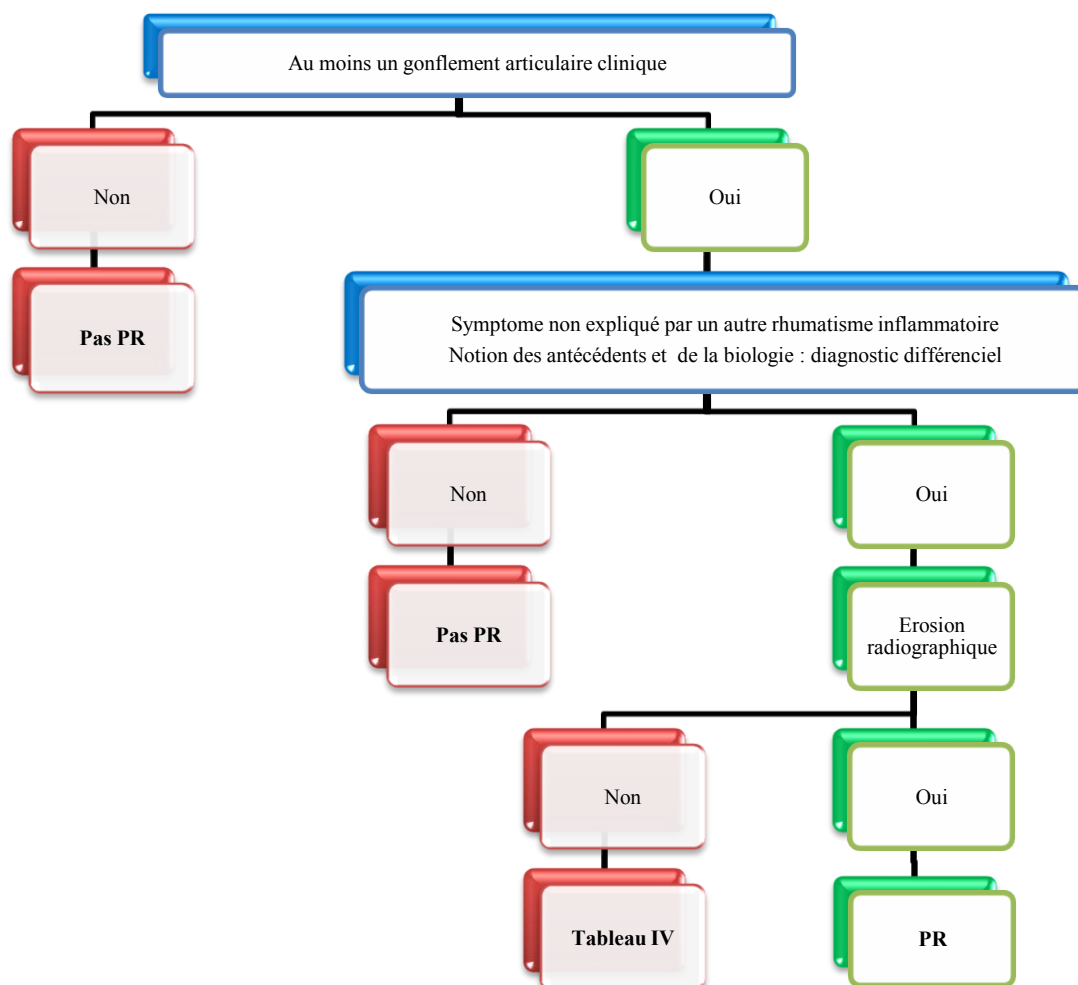 Au moins un gonflement articulaire clinique
Non
Oui
Pas PR
Symptome non expliqué par un autre rhumatisme inflammatoire
Notion des antécédents et de la biologie : diagnostic différenciel
Non
Oui
Pas PR
Erosion
radiographique
Non
Oui
Tableau IV
PR